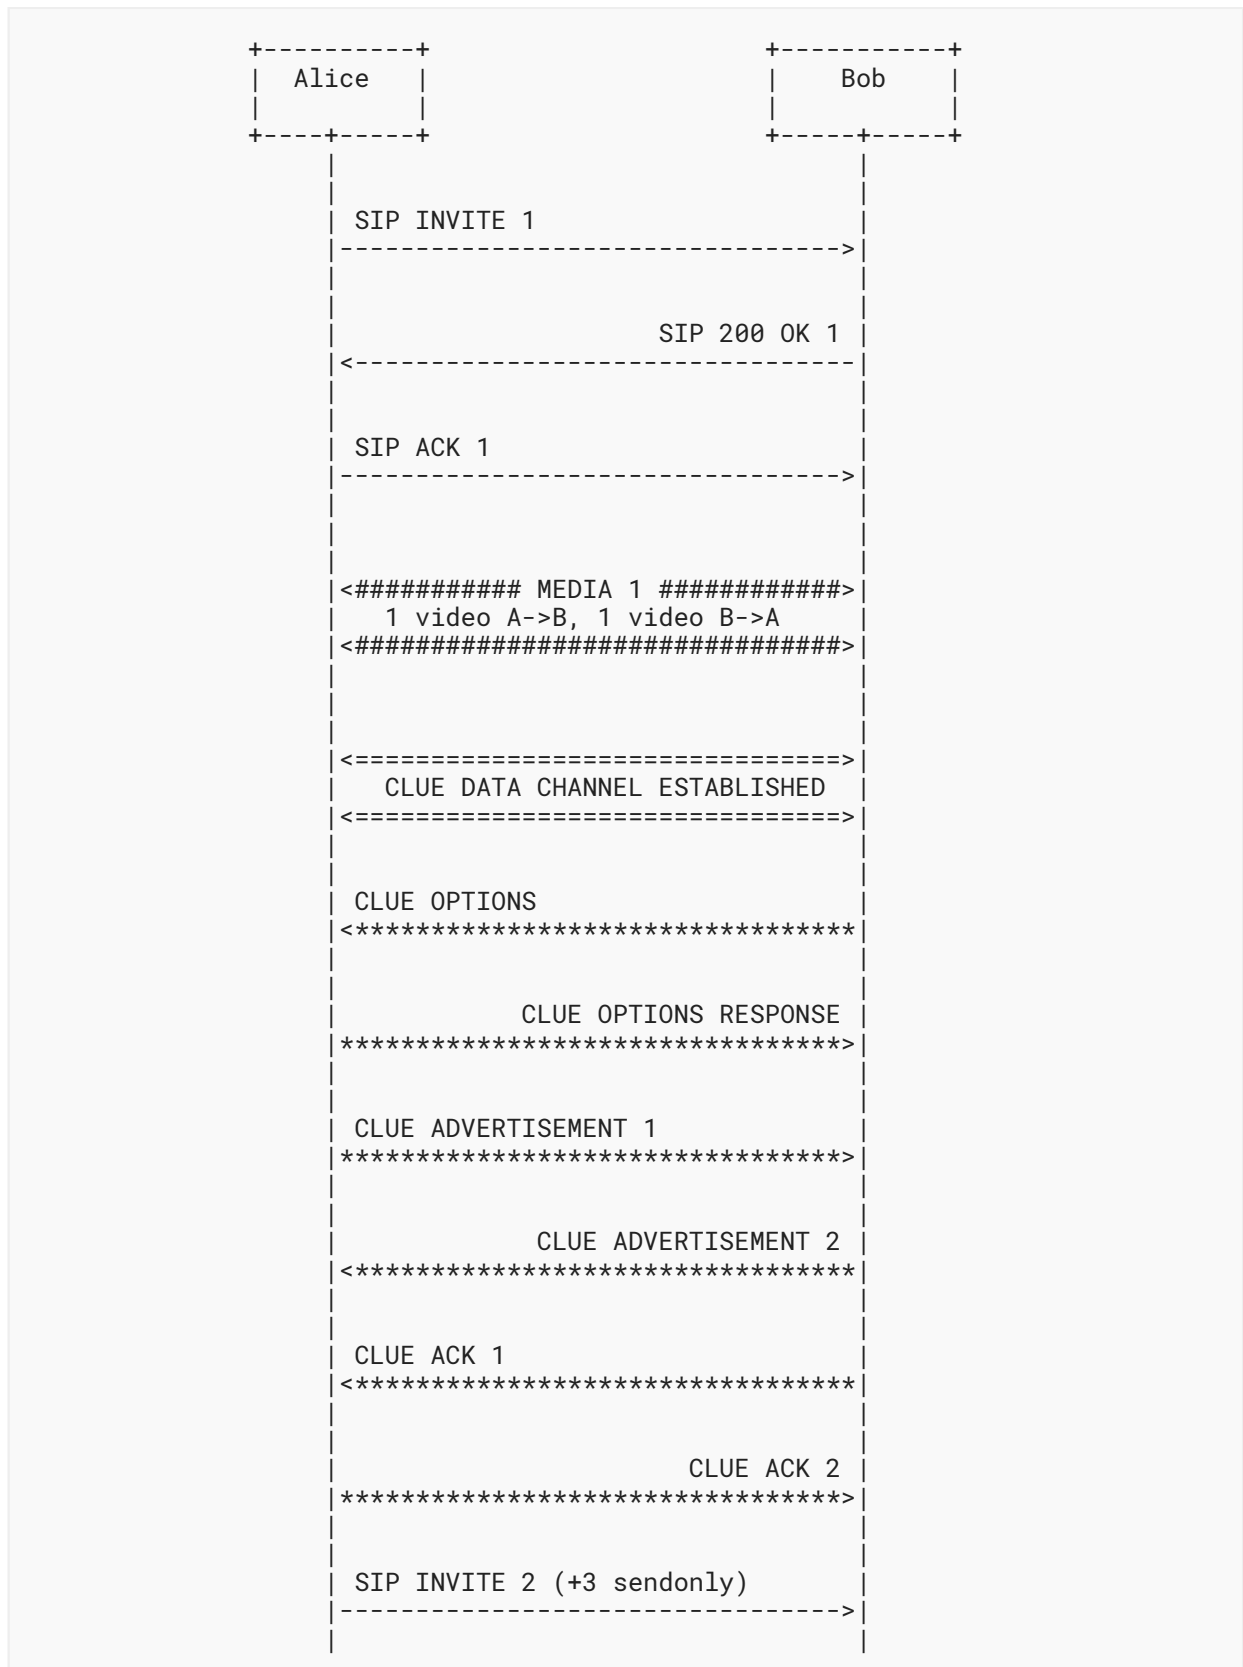 +----------+                      +-----------+
|  Alice   |                      |    Bob    |
|          |                      |           |
+----+-----+                      +-----+-----+
     |                                  |
     |                                  |
     | SIP INVITE 1                     |
     |--------------------------------->|
     |                                  |
     |                                  |
     |                     SIP 200 OK 1 |
     |<---------------------------------|
     |                                  |
     |                                  |
     | SIP ACK 1                        |
     |--------------------------------->|
     |                                  |
     |                                  |
     |                                  |
     |<########### MEDIA 1 ############>|
     |   1 video A->B, 1 video B->A     |
     |<################################>|
     |                                  |
     |                                  |
     |                                  |
     |<================================>|
     |   CLUE DATA CHANNEL ESTABLISHED  |
     |<================================>|
     |                                  |
     |                                  |
     | CLUE OPTIONS                     |
     |<*********************************|
     |                                  |
     |                                  |
     |            CLUE OPTIONS RESPONSE |
     |*********************************>|
     |                                  |
     |                                  |
     | CLUE ADVERTISEMENT 1             |
     |*********************************>|
     |                                  |
     |                                  |
     |             CLUE ADVERTISEMENT 2 |
     |<*********************************|
     |                                  |
     |                                  |
     | CLUE ACK 1                       |
     |<*********************************|
     |                                  |
     |                                  |
     |                       CLUE ACK 2 |
     |*********************************>|
     |                                  |
     |                                  |
     | SIP INVITE 2 (+3 sendonly)       |
     |--------------------------------->|
     |                                  |